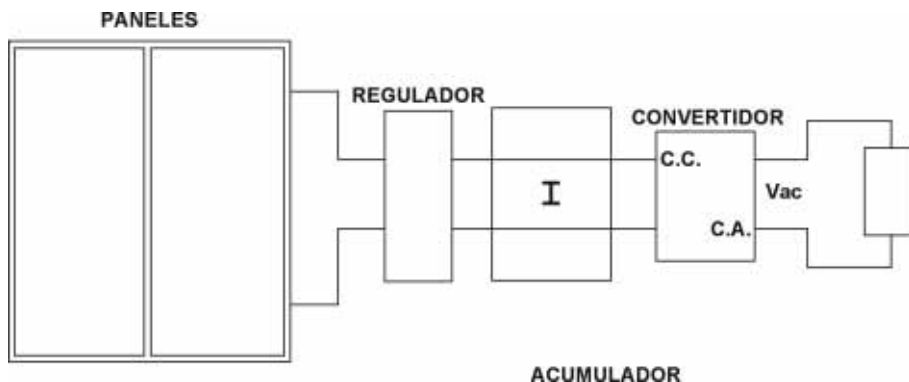 PANELES
REGULADOR
CONVERTIDOR
C.C.
I
Vac
C.A.
ACUMULADOR